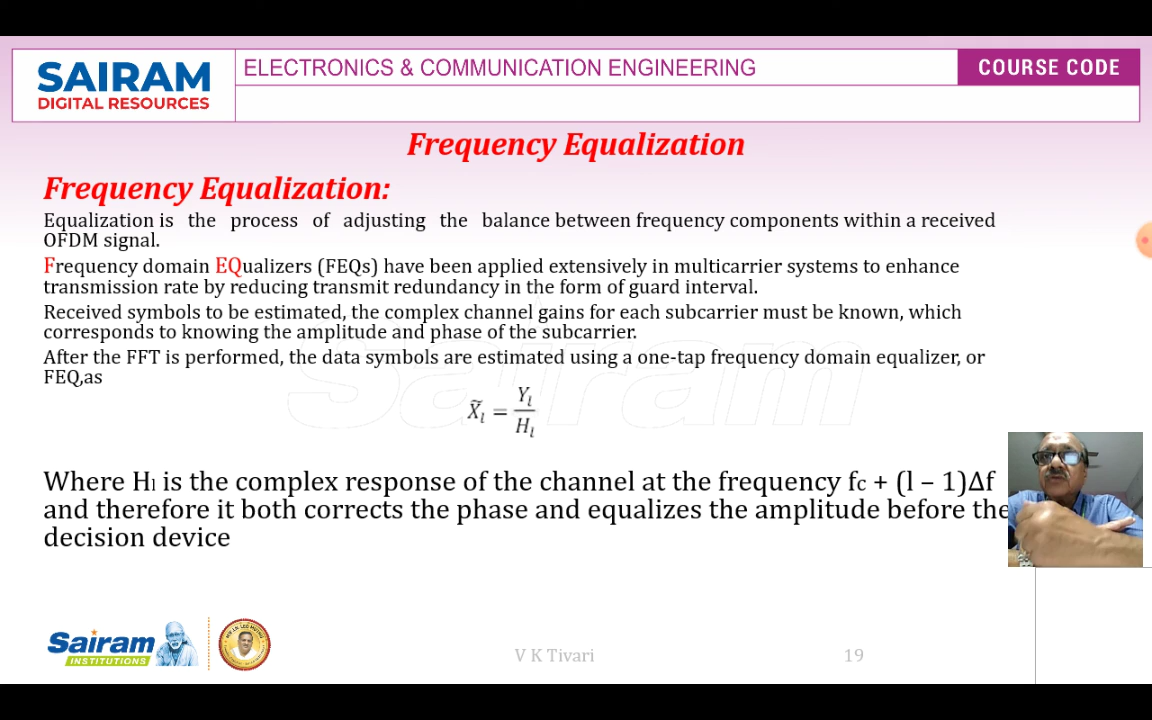 SAIRAM
DIGITAL RESOURCES
ELECTRONICS & COMMUNICATION ENGINEERING
COURSE CODE
Frequency Equalization
Frequency Equalization:
Equalization is the process of adjusting the balance between frequency components within a received
OFDM signal.
Frequency domain EQualizers (FEQs) have been applied extensively in multicarrier systems to enhance
transmission rate by reducing transmit redundancy in the form of guard interval.
Received symbols to be estimated, the complex channel gains for each subcarrier must be known, which
corresponds to knowing the amplitude and phase of the subcarrier.
After the FFT is performed, the data symbols are estimated using a one-tap frequency domain equalizer, or
FEQ,as
X̃_l = Y_l / H_l
Where Hl is the complex response of the channel at the frequency fc + (l – 1)Δf
and therefore it both corrects the phase and equalizes the amplitude before the
decision device
Sairam
Sairam
INSTITUTIONS
V K Tivari
19